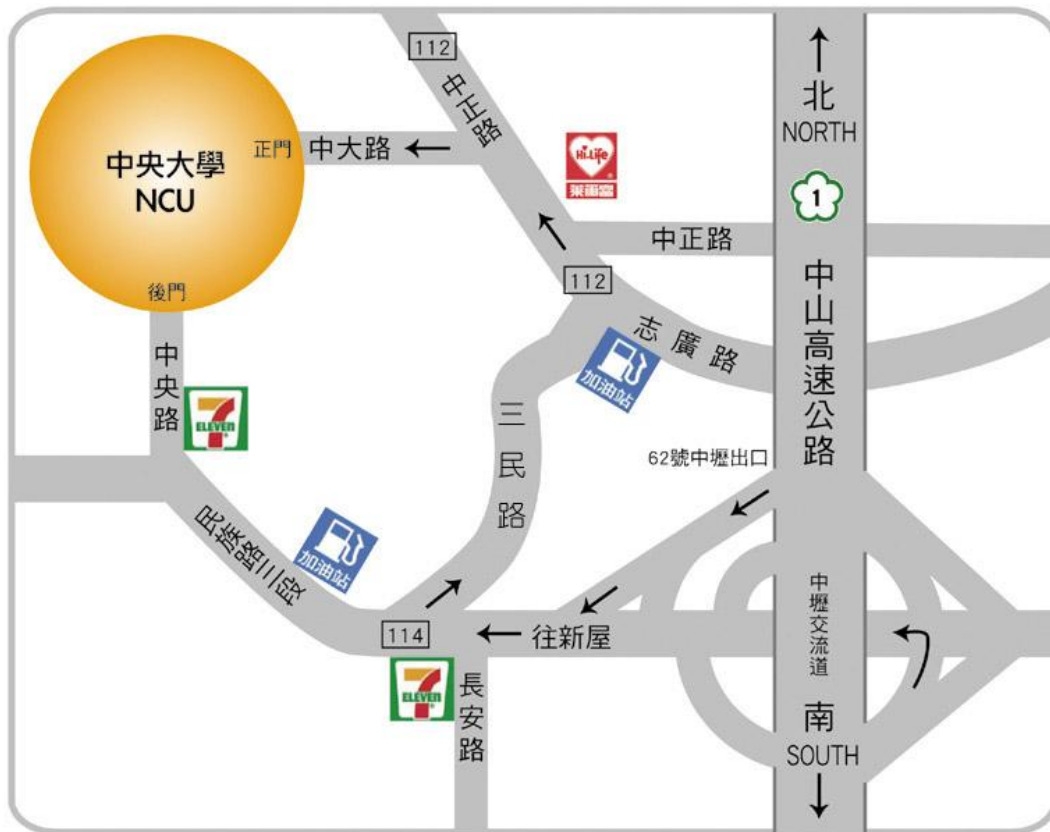 112
中正路
北
NORTH
正門
中大路
Hi-Life
萊爾富
中央大學
NCU
1
中正路
112
後門
志廣路
中山高速公路
加油站
中央路
7
ELEVEN
三民路
62號中壢出口
民族路三段
加油站
中壢交流道
114
往新屋
7
ELEVEN
長安路
南
SOUTH